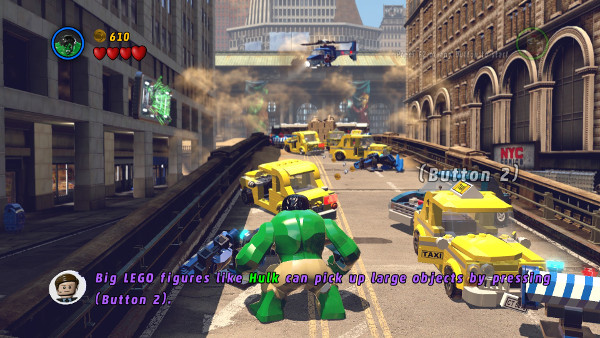 610
NYC
(Button 2)
TAXI
TAXI
Big LEGO figures like Hulk can pick up large objects by pressing
(Button 2).